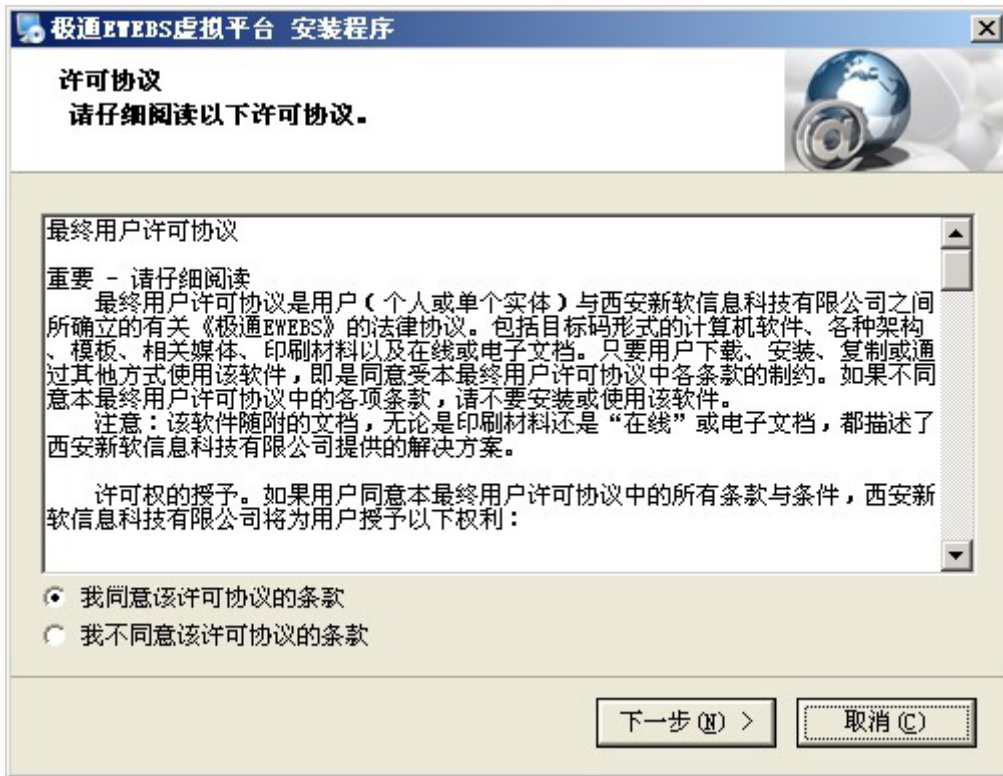 极通EWEBS虚拟平台 安装程序
许可协议
请仔细阅读以下许可协议。
@
最终用户许可协议
重要 - 请仔细阅读
最终用户许可协议是用户(个人或单个实体)与西安新软信息科技有限公司之间
所确立的有关《极通EWEBS》的法律协议。包括目标码形式的计算机软件、各种架构
、模板、相关媒体、印刷材料以及在线或电子文档。只要用户下载、安装、复制或通
过其他方式使用该软件,即是同意受本最终用户许可协议中各条款的制约。如果不同
意本最终用户许可协议中的各项条款,请不要安装或使用该软件。
注意:该软件随附的文档,无论是印刷材料还是“在线”或电子文档,都描述了
西安新软信息科技有限公司提供的解决方案。
许可权的授予。如果用户同意本最终用户许可协议中的所有条款与条件,西安新
软信息科技有限公司将为用户授予以下权利:
我同意该许可协议的条款
我不同意该许可协议的条款
下一步(N) >
取消(C)